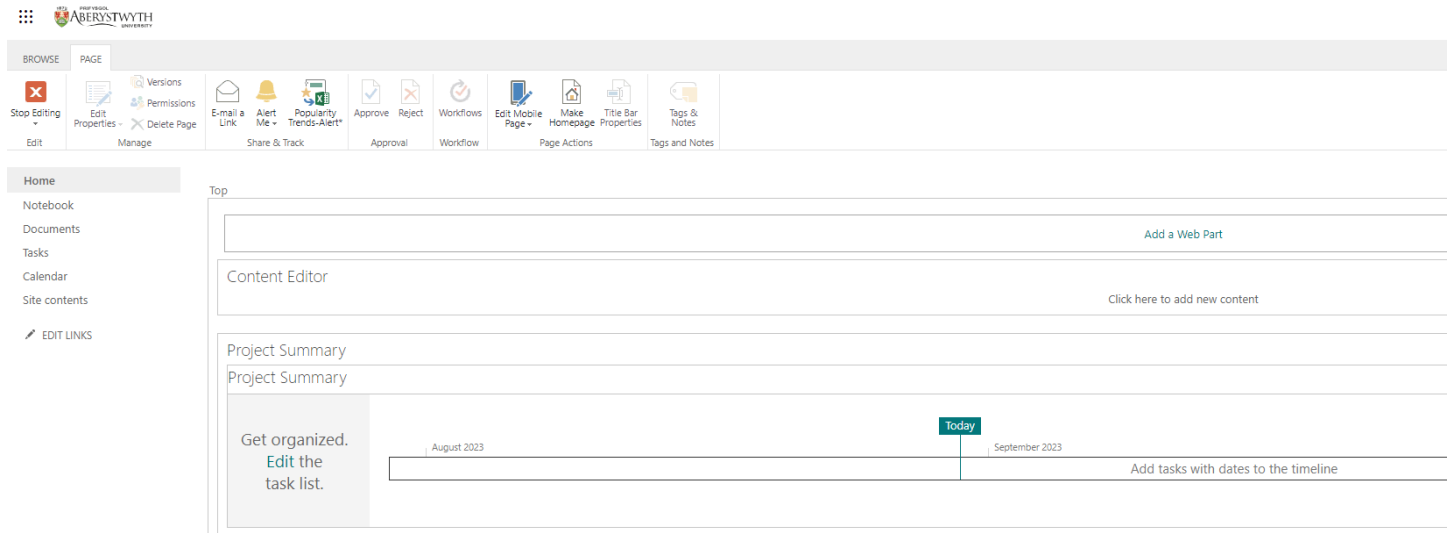 1872
PRIFYSGOL
ABERYSTWYTH
UNIVERSITY
BROWSE PAGE
Stop Editing
Edit Properties
Versions
Permissions
Delete Page
E-mail a Link
Alert Me
Popularity Trends-Alert*
Approve
Reject
Workflows
Edit Mobile Page
Make Homepage
Title Bar Properties
Tags & Notes
Edit
Manage
Share & Track
Approval
Workflow
Page Actions
Tags and Notes
Home
Notebook
Documents
Tasks
Calendar
Site contents
EDIT LINKS
Top
Add a Web Part
Content Editor
Click here to add new content
Project Summary
Project Summary
Get organized.
Edit the
task list.
Today
August 2023
September 2023
Add tasks with dates to the timeline